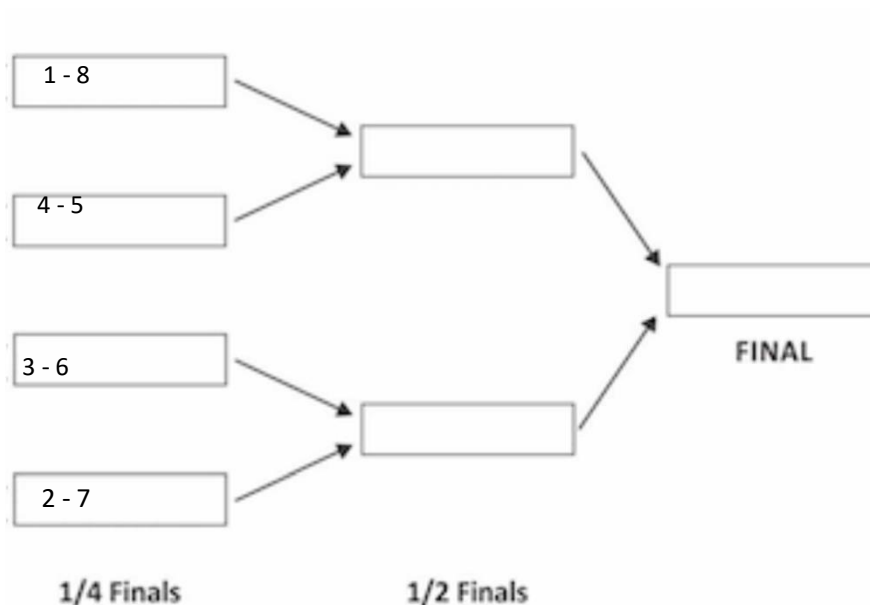 1 - 8
4 - 5
3 - 6
2 - 7
FINAL
1/4 Finals
1/2 Finals